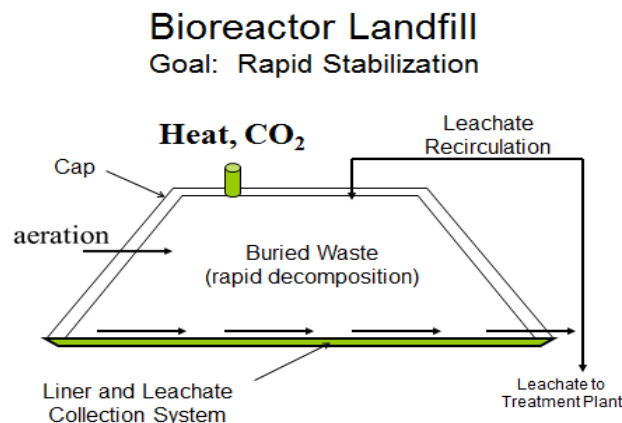 Bioreactor Landfill
Goal: Rapid Stabilization
Heat, CO₂
Leachate
Recirculation
Cap
aeration
Buried Waste
(rapid decomposition)
Liner and Leachate
Collection System
Leachate to
Treatment Plant